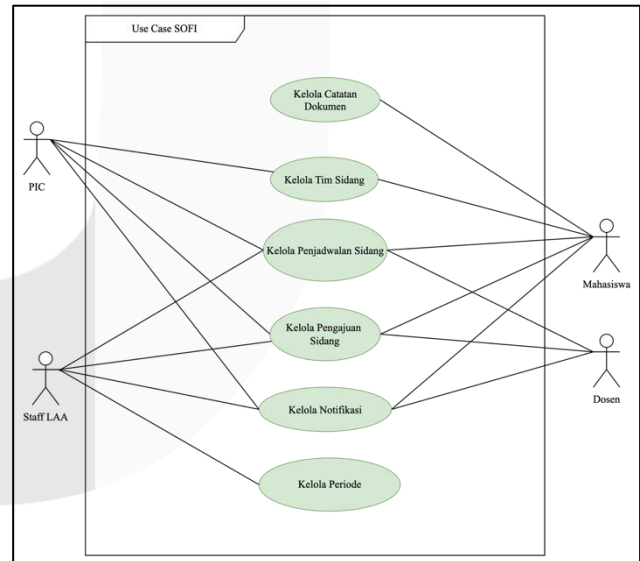 Use Case SOFI
Kelola Catatan
Dokumen
PIC
Kelola Tim Sidang
Kelola Penjadwalan Sidang
Mahasiswa
Kelola Pengajuan
Sidang
Staff LAA
Dosen
Kelola Notifikasi
Kelola Periode